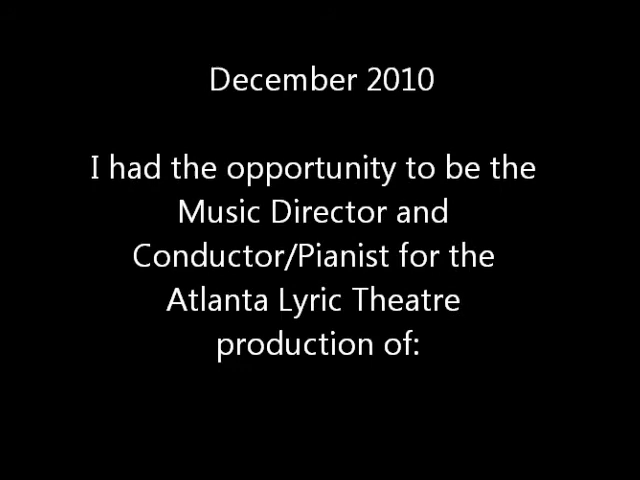 December 2010
I had the opportunity to be the
Music Director and
Conductor/Pianist for the
Atlanta Lyric Theatre
production of: